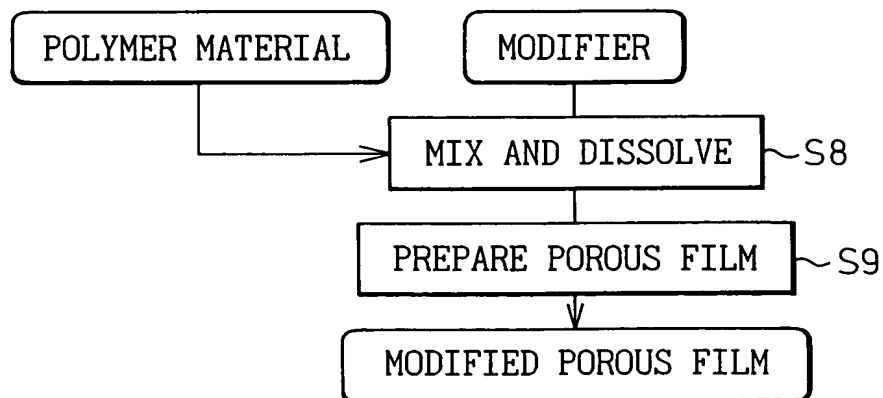 POLYMER MATERIAL
MODIFIER
MIX AND DISSOLVE
S8
PREPARE POROUS FILM
S9
MODIFIED POROUS FILM